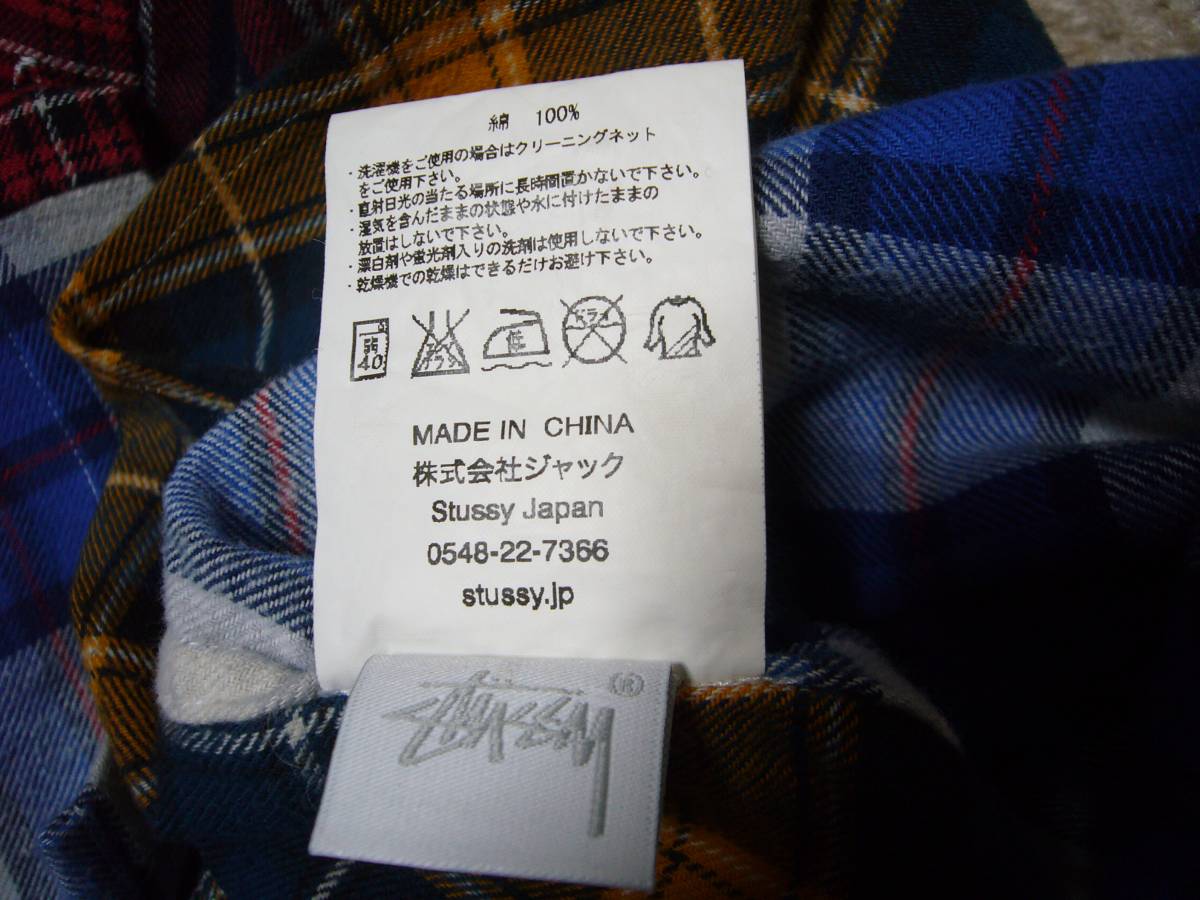 綿 100%
・洗濯機をご使用の場合はクリーニングネット
をご使用下さい。
・直射日光の当たる場所に長時間置かないで下さい。
・湿気を含んだままの状態や水に付けたままの
放置はしないで下さい。
・漂白剤や蛍光剤入りの洗剤は使用しないで下さい。
・乾燥機での乾燥はできるだけお避け下さい。
40 低 ドライ
MADE IN CHINA
株式会社ジャック
Stussy Japan
0548-22-7366
stussy.jp
STÜSSY ®